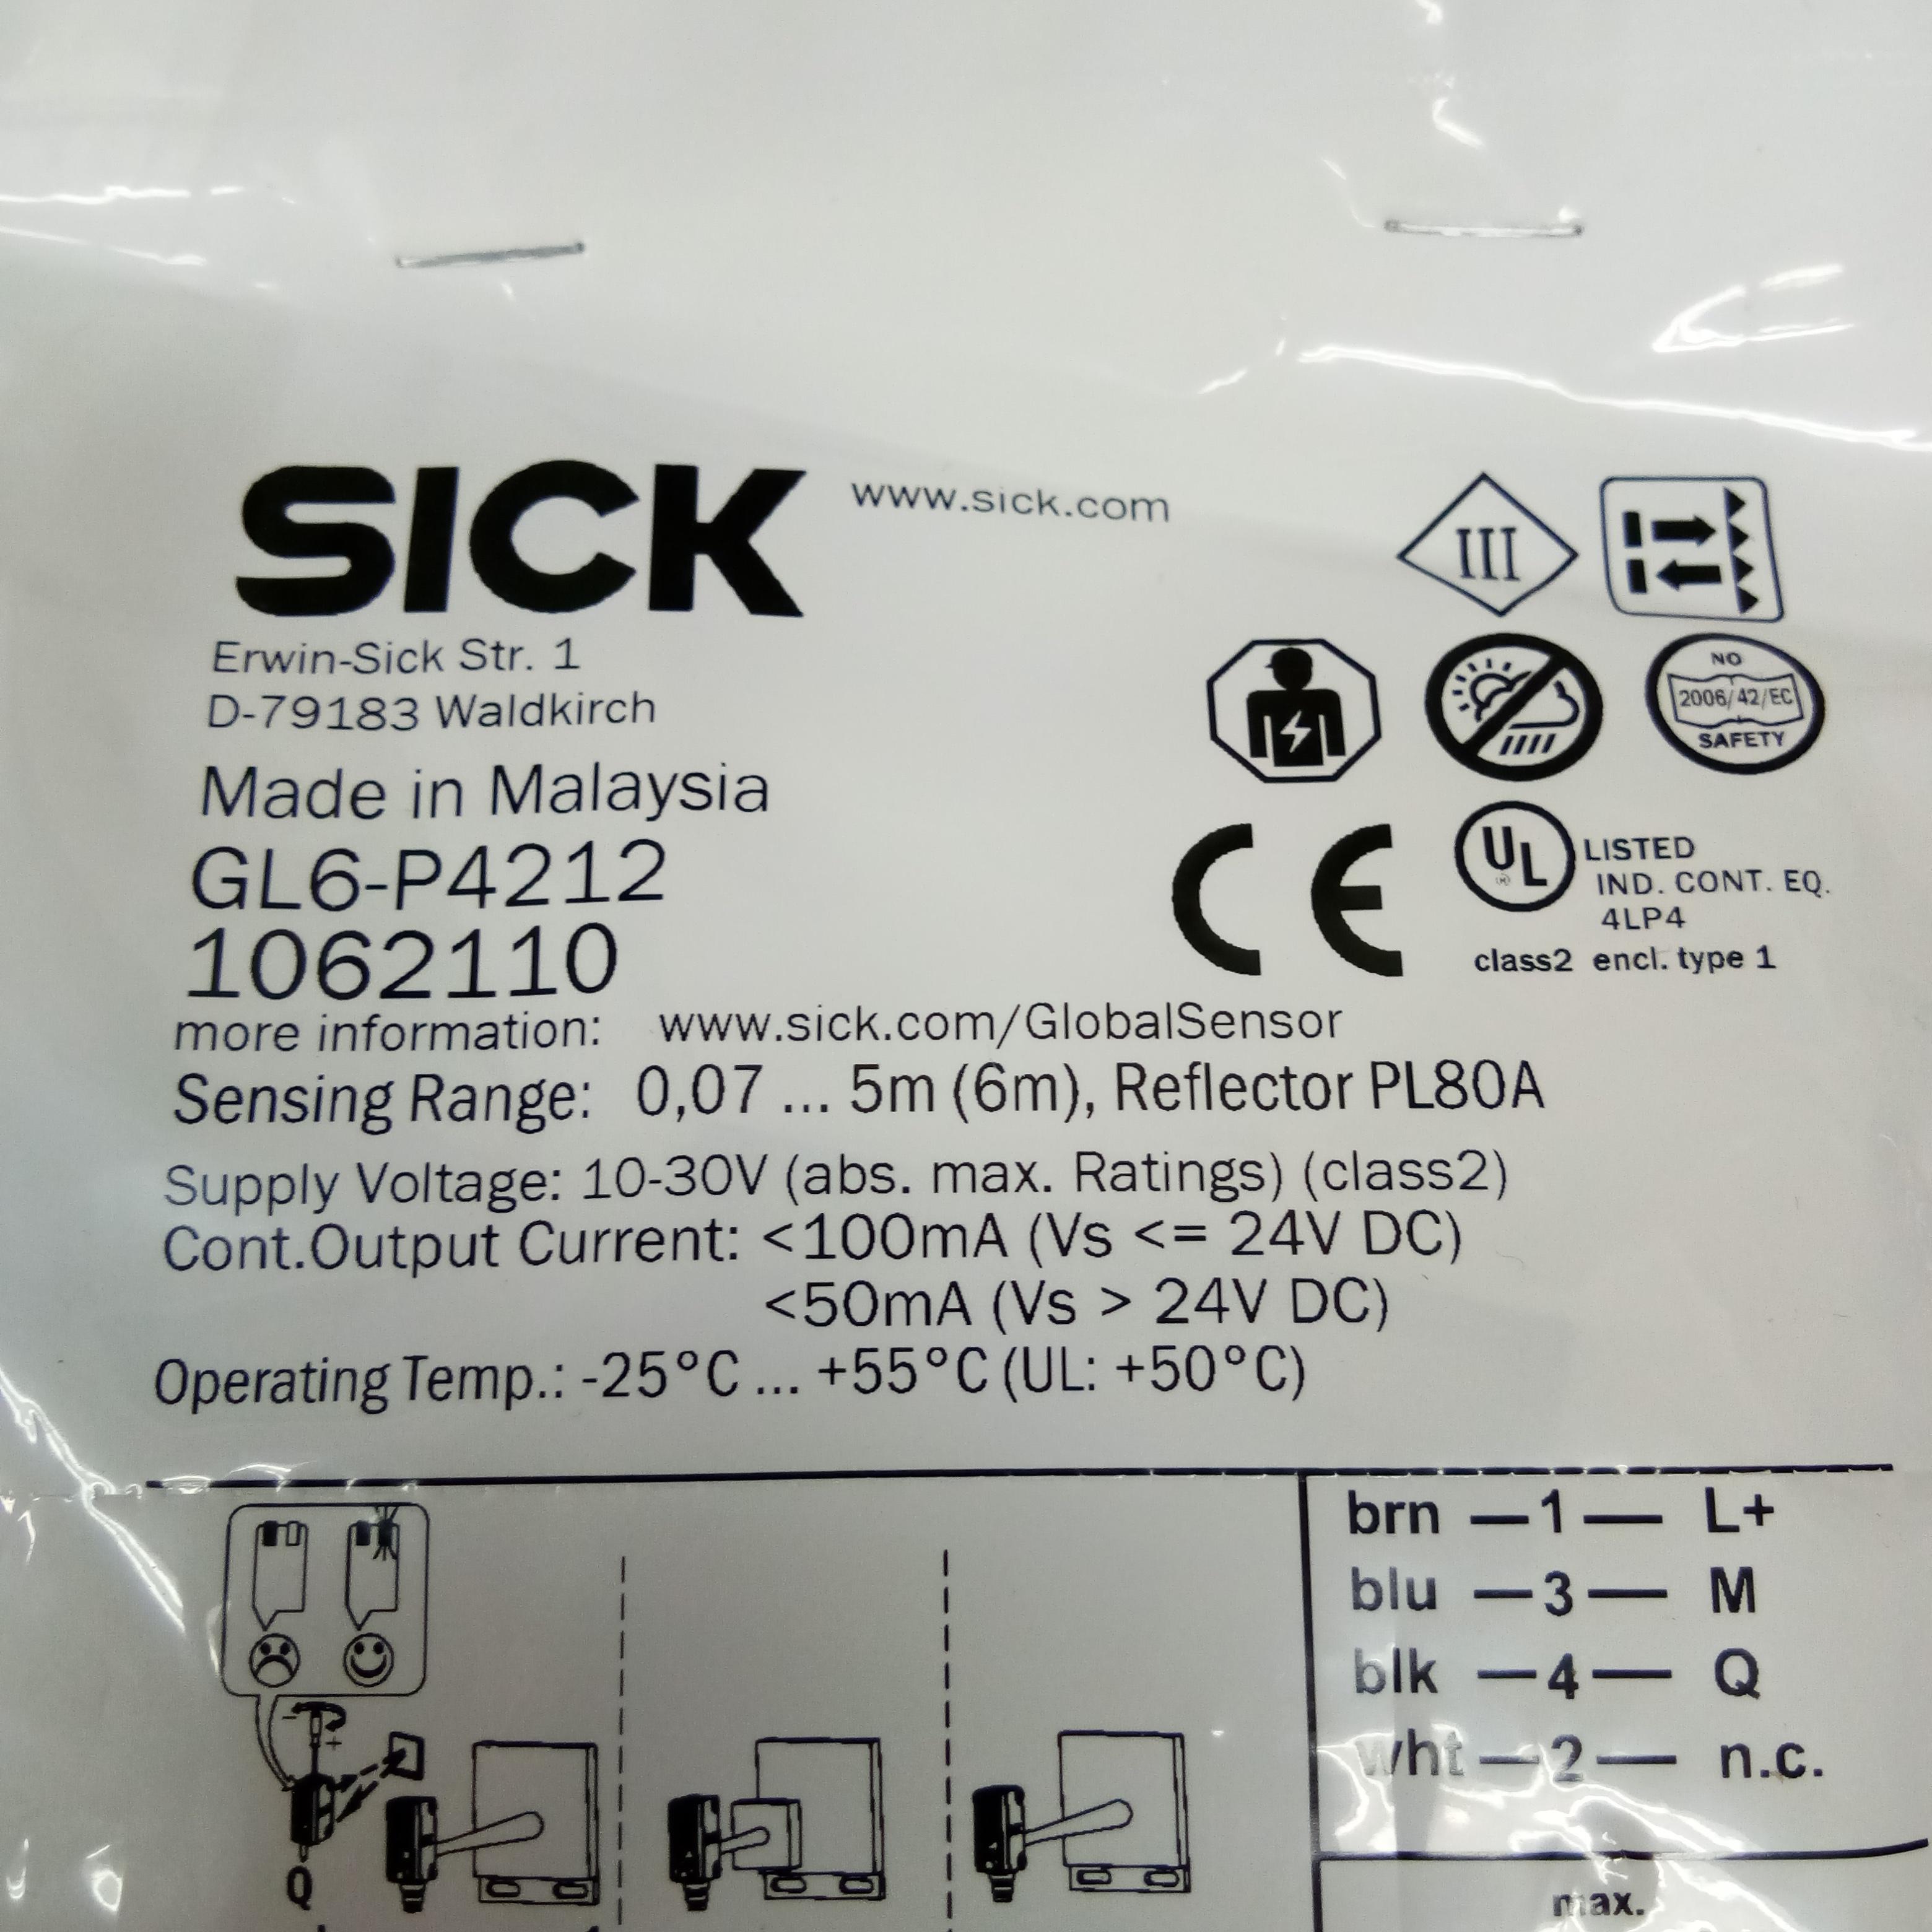 SICK www.sick.com
III
Erwin-Sick Str. 1
D-79183 Waldkirch
NO
2006/42/EC
SAFETY
Made in Malaysia
GL6-P4212
1062110
CE
UL
®
LISTED
IND. CONT. EQ.
4LP4
class2 encl. type 1
more information: www.sick.com/GlobalSensor
Sensing Range: 0,07 ... 5m (6m), Reflector PL80A
Supply Voltage: 10-30V (abs. max. Ratings) (class2)
Cont.Output Current: <100mA (Vs <= 24V DC)
<50mA (Vs > 24V DC)
Operating Temp.: -25°C ... +55°C (UL: +50°C)
- +
Q
brn —1— L+
blu —3— M
blk —4— Q
wht —2— n.c.
max.